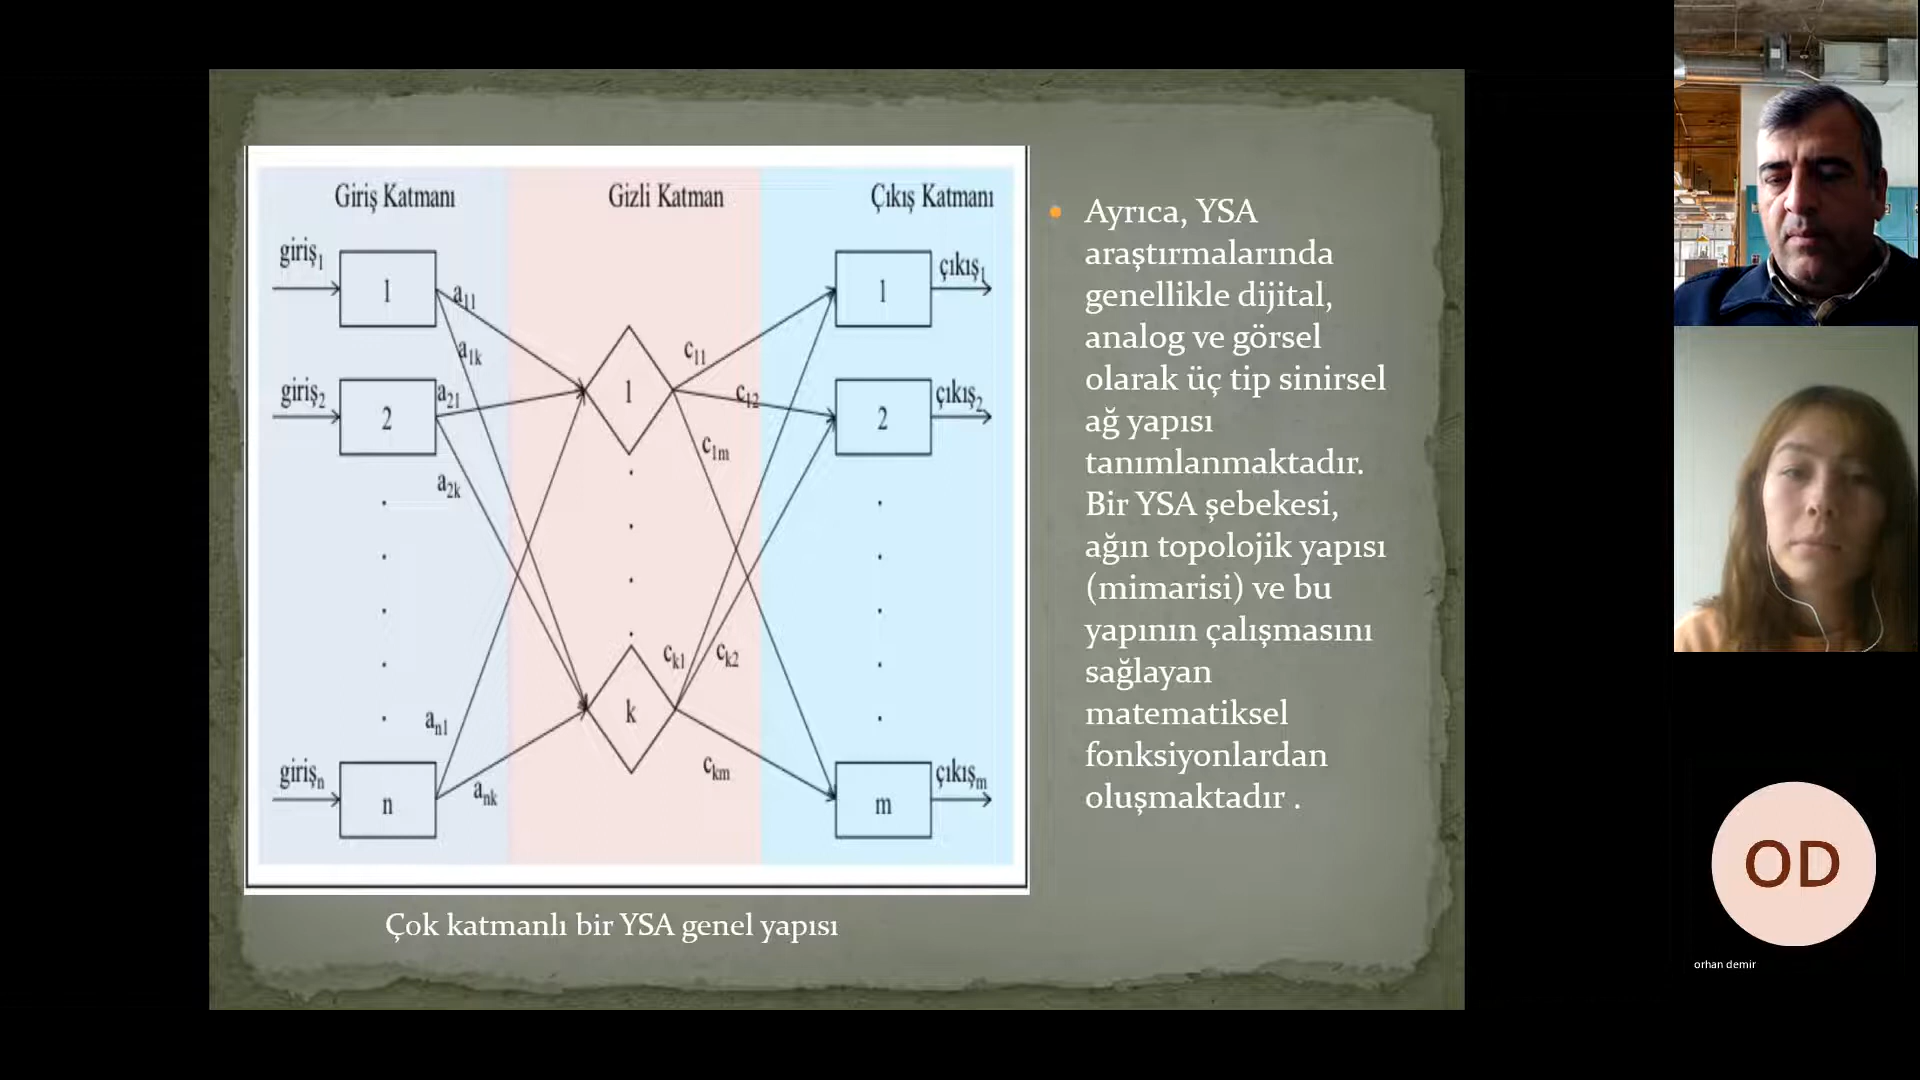 Giriş Katmanı
Gizli Katman
Çıkış Katmanı
giriş1
1
a11
a1k
giriş2
2
a21
a2k
an1
girişn
n
ank
1
k
c11
c12
c1m
ck1
ck2
ckm
1
çıkış1
2
çıkış2
m
çıkışm
Çok katmanlı bir YSA genel yapısı
Ayrıca, YSA
araştırmalarında
genellikle dijital,
analog ve görsel
olarak üç tip sinirsel
ağ yapısı
tanımlanmaktadır.
Bir YSA şebekesi,
ağın topolojik yapısı
(mimarisi) ve bu
yapının çalışmasını
sağlayan
matematiksel
fonksiyonlardan
oluşmaktadır .
OD
orhan demir